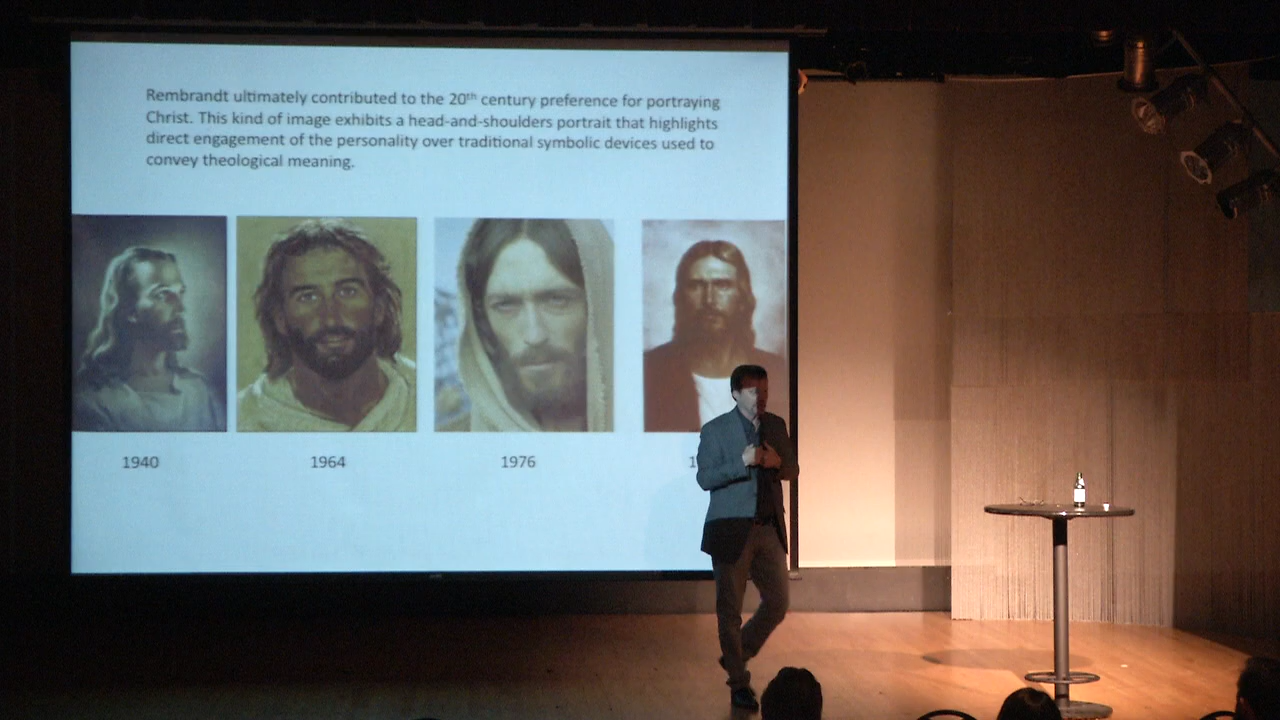 Rembrandt ultimately contributed to the 20th century preference for portraying
Christ. This kind of image exhibits a head-and-shoulders portrait that highlights
direct engagement of the personality over traditional symbolic devices used to
convey theological meaning.
1940 1964 1976